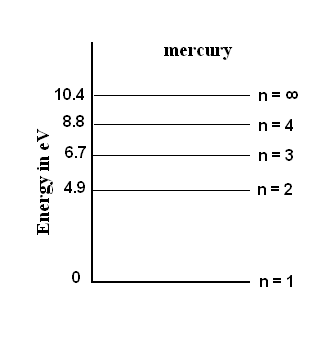 mercury
Energy in eV
10.4 n = ∞
8.8 n = 4
6.7 n = 3
4.9 n = 2
0 n = 1